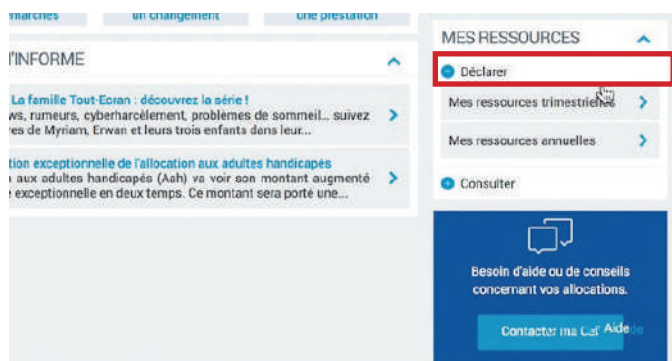 un changement
une prestation
MES RESSOURCES
Déclarer
Mes ressources trimestrielles
Mes ressources annuelles
Consulter
Besoin d'aide ou de conseils
concernant vos allocations.
Contacter ma Caf Aide
'INFORME
La famille Tout-Ecran : découvrez la série !
ws, rumeurs, cyberharcèlement, problèmes de sommeil... suivez
res de Myriam, Erwan et leurs trois enfants dans leur...
tion exceptionnelle de l'allocation aux adultes handicapés
n aux adultes handicapés (Aah) va voir son montant augmenté
exceptionnelle en deux temps. Ce montant sera porté une...